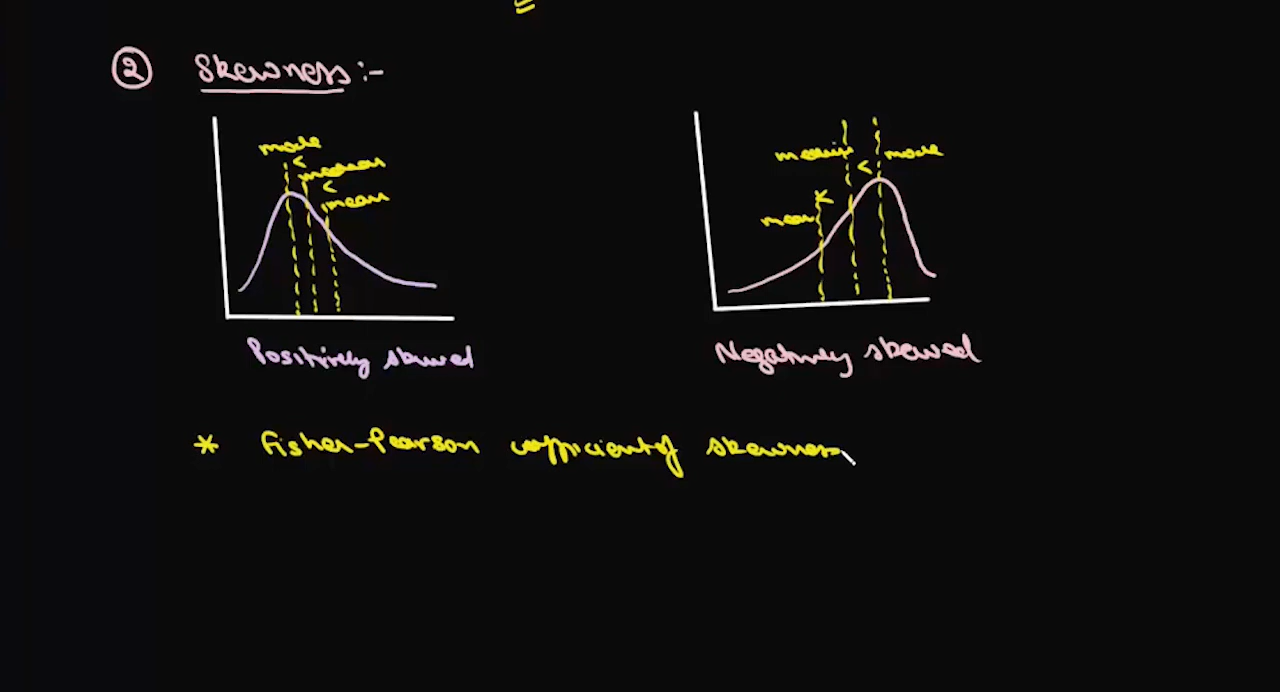 ② Skewness :-
mode
< median
< mean
median < mode
mean <
Positively skewed
Negatively skewed
* Fisher-Pearson coefficient of skewness